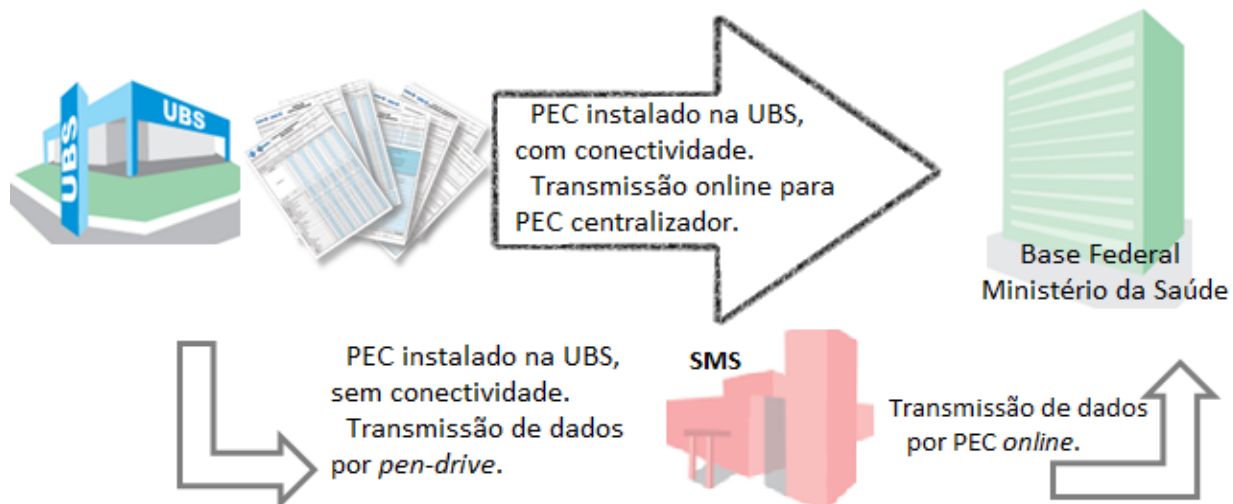 UBS
UBS
PEC instalado na UBS,
com conectividade.
Transmissão online para
PEC centralizador.
Base Federal
Ministério da Saúde
PEC instalado na UBS,
sem conectividade.
Transmissão de dados
por pen-drive.
SMS
Transmissão de dados
por PEC online.